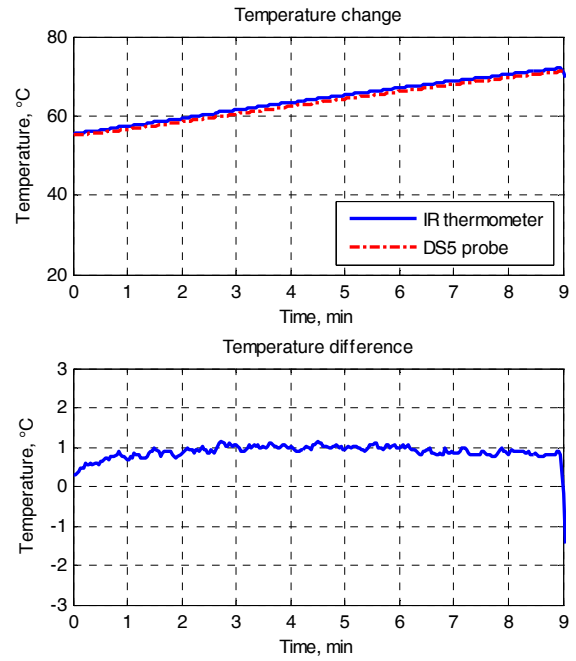 Temperature change
80
60
40
20
Temperature, °C
IR thermometer
DS5 probe
0 1 2 3 4 5 6 7 8 9
Time, min
Temperature difference
3
2
1
0
-1
-2
-3
Temperature, °C
0 1 2 3 4 5 6 7 8 9
Time, min